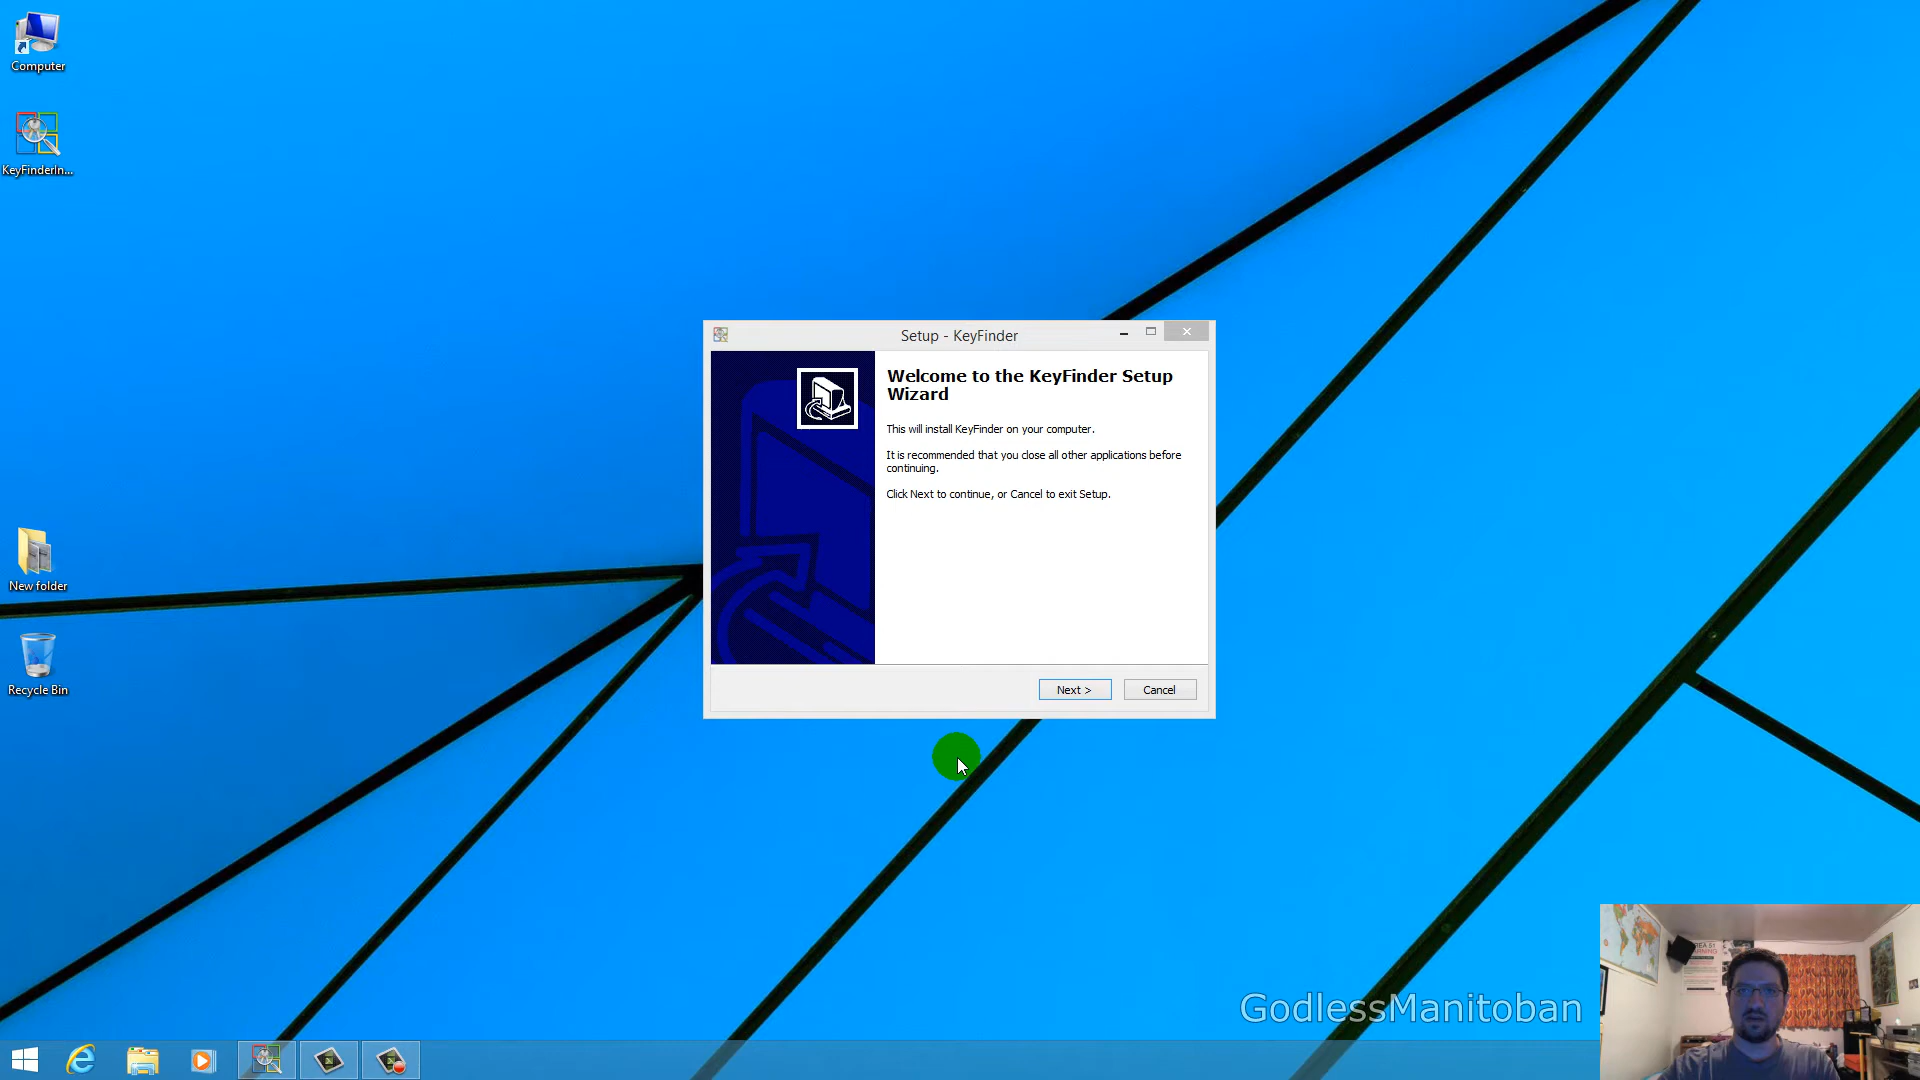 Computer
KeyFinderIn...
New folder
Recycle Bin
Setup - KeyFinder
Welcome to the KeyFinder Setup
Wizard
This will install KeyFinder on your computer.
It is recommended that you close all other applications before
continuing.
Click Next to continue, or Cancel to exit Setup.
Next >
Cancel
GodlessManitoban